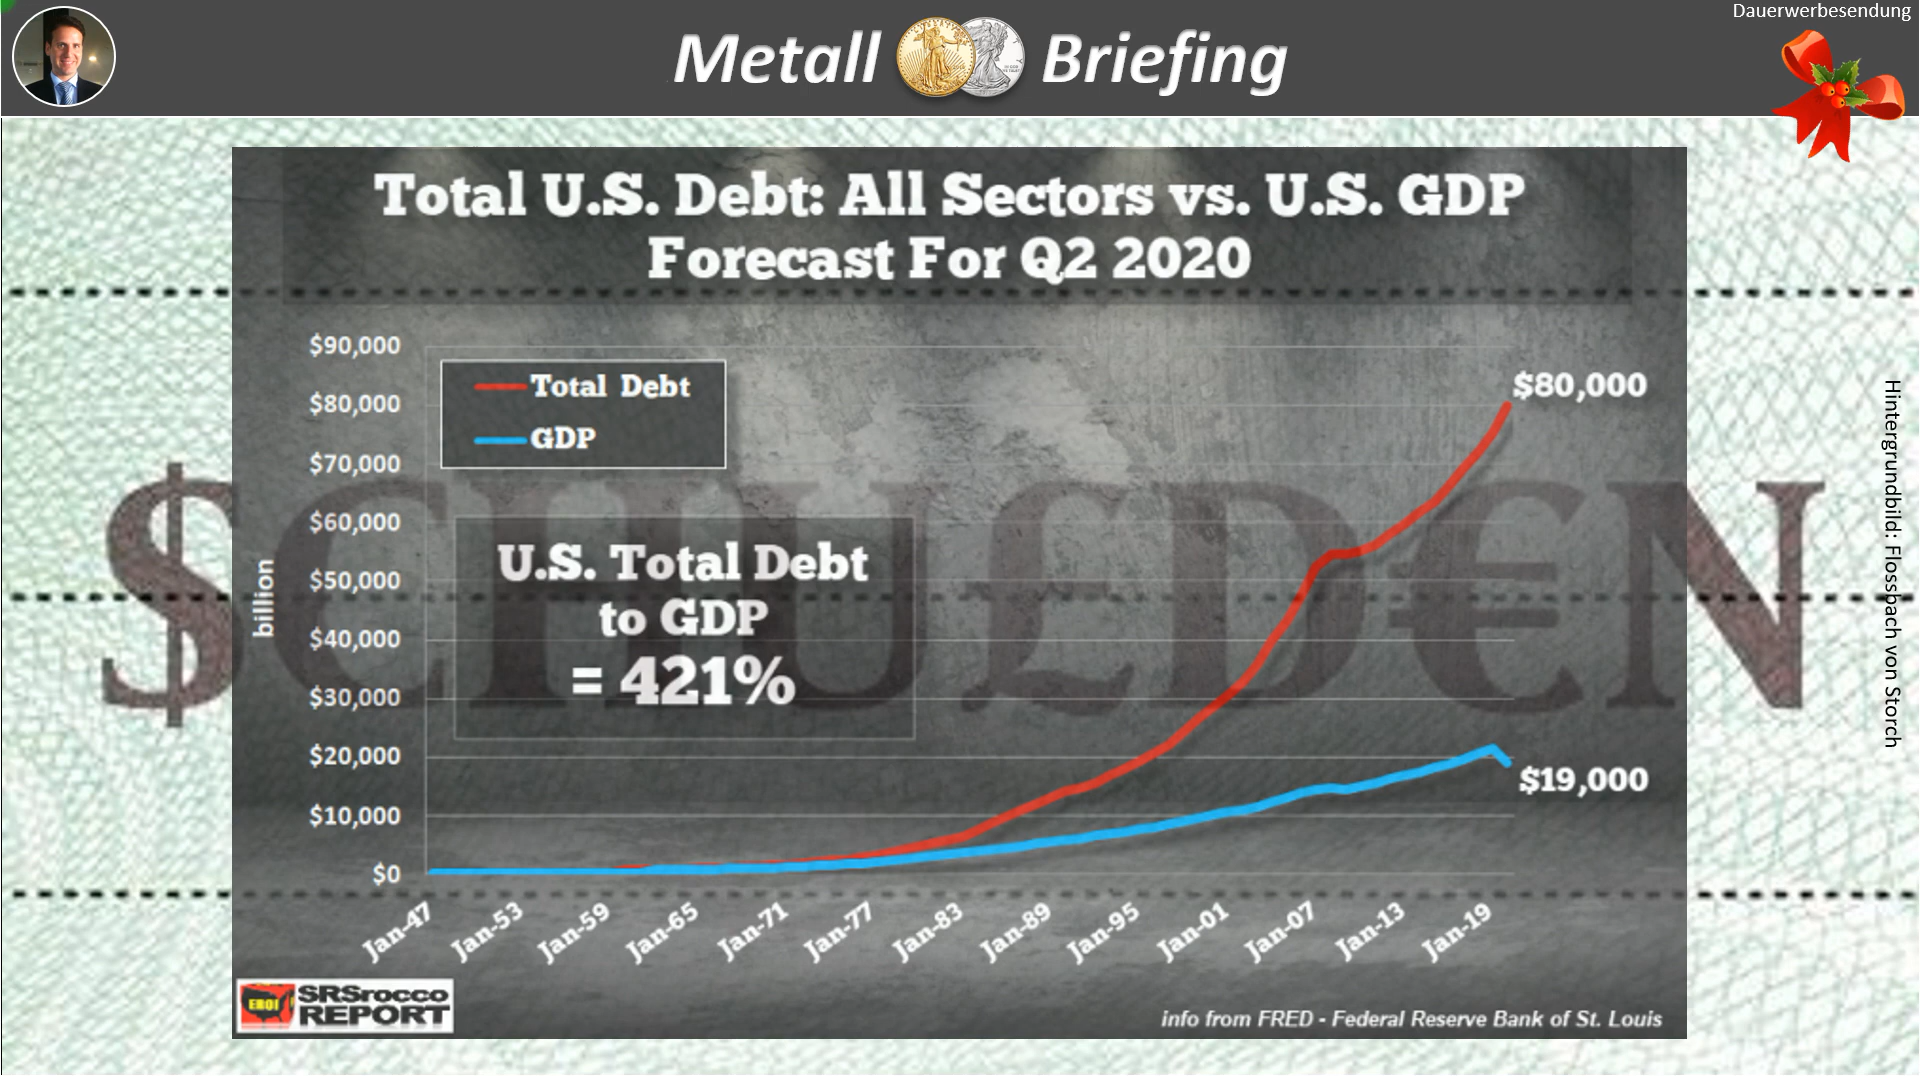 Dauerwerbesendung
Metall Briefing
Total U.S. Debt: All Sectors vs. U.S. GDP
Forecast For Q2 2020
$90,000
$80,000
$70,000
$60,000
$50,000
$40,000
$30,000
$20,000
$10,000
$0
billion
Total Debt
GDP
U.S. Total Debt
to GDP
= 421%
$80,000
$19,000
$CHU£D€N
Jan-47
Jan-53
Jan-59
Jan-65
Jan-71
Jan-77
Jan-83
Jan-89
Jan-95
Jan-01
Jan-07
Jan-13
Jan-19
EROI
SRSrocco
REPORT
info from FRED - Federal Reserve Bank of St. Louis
Hintergrundbild: Flossbach von Storch